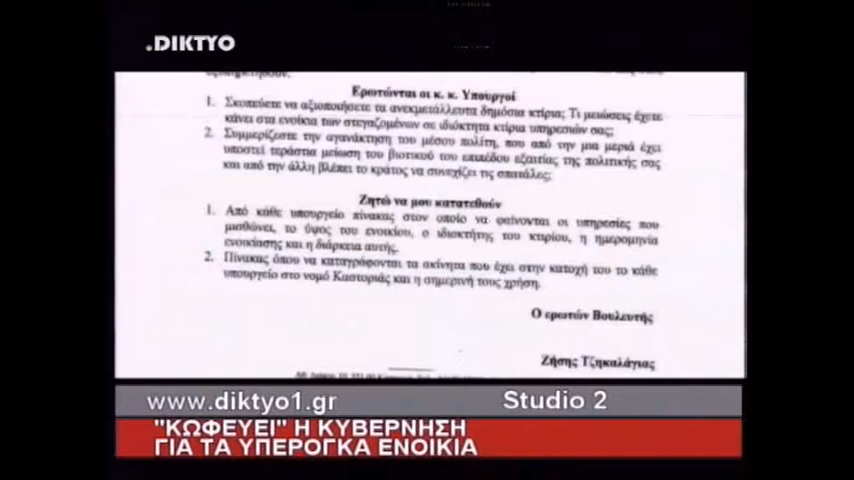 .ΔΙΚΤΥΟ
εξυπηρετηθούν.
Ερωτώνται οι κ. κ. Υπουργοί
1. Σκοπεύετε να αξιοποιήσετε τα ανεκμετάλλευτα δημόσια κτίρια; Τι μειώσεις έχετε
κάνει στα ενοίκια των στεγαζομένων σε ιδιόκτητα κτίρια υπηρεσιών σας;
2. Συμμερίζεστε την αγανάκτηση του μέσου πολίτη, που από την μια μεριά έχει
υποστεί τεράστια μείωση του βιοτικού του επιπέδου εξαιτίας της πολιτικής σας
και από την άλλη βλέπει το κράτος να συνεχίζει τις σπατάλες;
Ζητώ να μου κατατεθούν
1. Από κάθε υπουργείο πίνακας στον οποίο να φαίνονται οι υπηρεσίες που
μισθώνει, το ύψος του ενοικίου, ο ιδιοκτήτης του κτιρίου, η ημερομηνία
ενοικίασης και η διάρκεια αυτής.
2. Πίνακας όπου να καταγράφονται τα ακίνητα που έχει στην κατοχή του το κάθε
υπουργείο στο νομό Καστοριάς και η σημερινή τους χρήση.
Ο ερωτών Βουλευτής
Ζήσης Τζηκαλάγιας
www.diktyo1.gr Studio 2
"ΚΩΦΕΥΕΙ" Η ΚΥΒΕΡΝΗΣΗ
ΓΙΑ ΤΑ ΥΠΕΡΟΓΚΑ ΕΝΟΙΚΙΑ